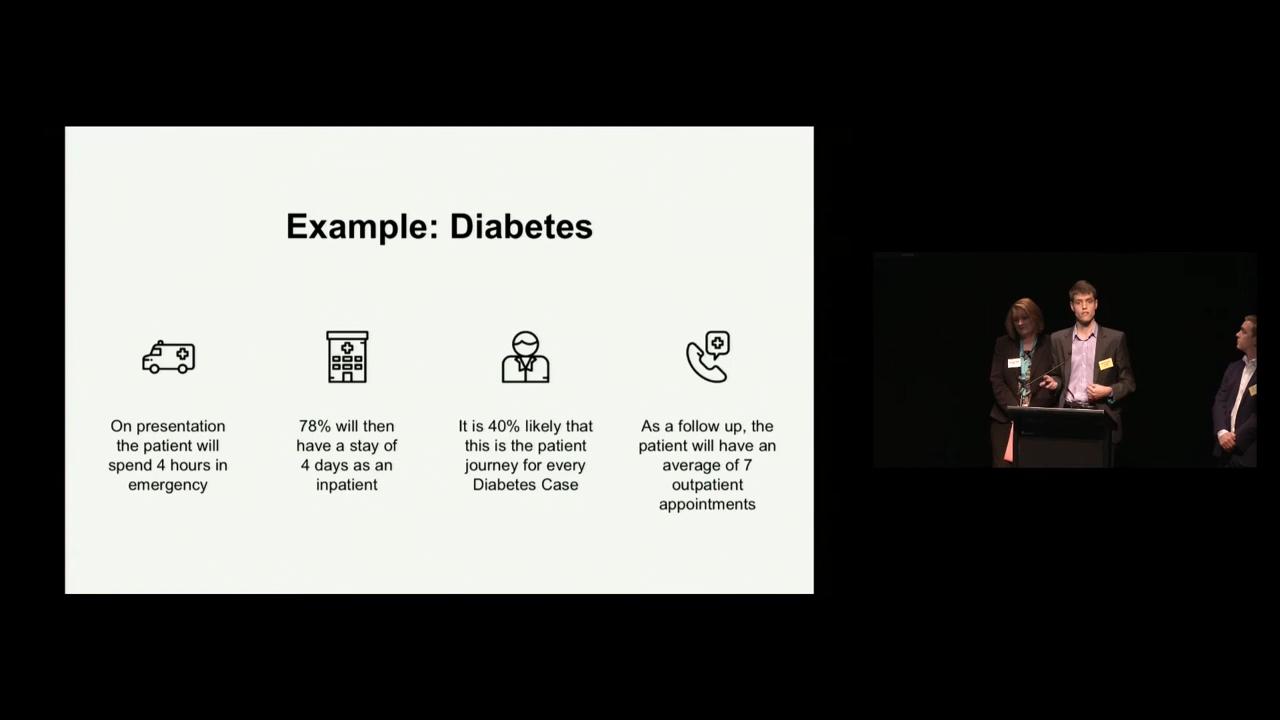 Example: Diabetes
On presentation
the patient will
spend 4 hours in
emergency
78% will then
have a stay of
4 days as an
inpatient
It is 40% likely that
this is the patient
journey for every
Diabetes Case
As a follow up, the
patient will have an
average of 7
outpatient
appointments